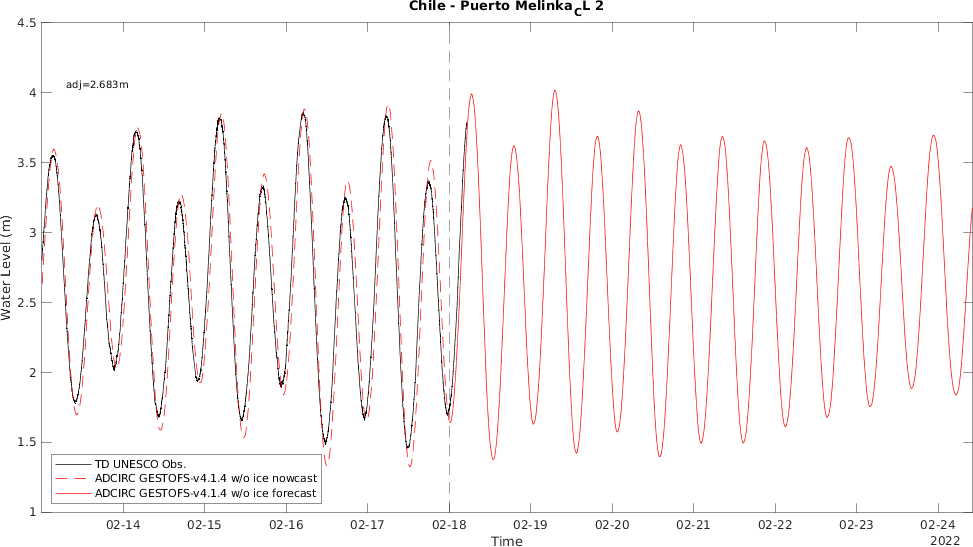 Chile - Puerto Melinka_CL 2
4.5
adj=2.683m
4
3.5
3
2.5
2
1.5
1
Water Level (m)
TD UNESCO Obs.
ADCIRC GESTOFS-v4.1.4 w/o ice nowcast
ADCIRC GESTOFS-v4.1.4 w/o ice forecast
02-14 02-15 02-16 02-17 02-18 02-19 02-20 02-21 02-22 02-23 02-24
Time
2022